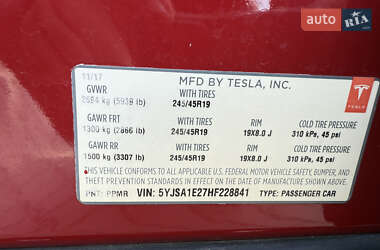 auto RIA .com
11/17
MFD BY TESLA, INC.
GVWR WITH TIRES
2694 kg (5939 lb) 245/45R19
TESLA
GAWR FRT WITH TIRES RIM COLD TIRE PRESSURE
1300 kg (2866 lb) 245/45R19 19X8.0 J 310 kPa, 45 psi
GAWR RR WITH TIRES RIM COLD TIRE PRESSURE
1500 kg (3307 lb) 245/45R19 19X8.0 J 310 kPa, 45 psi
THIS VEHICLE CONFORMS TO ALL APPLICABLE U.S. FEDERAL MOTOR VEHICLE SAFETY,
BUMPER, AND THEFT PREVENTION STANDARDS IN EFFECT ON THE DATE OF
MANUFACTURE SHOWN ABOVE.
PNT: PPMR VIN: 5YJSA1E27HF228841 TYPE: PASSENGER CAR